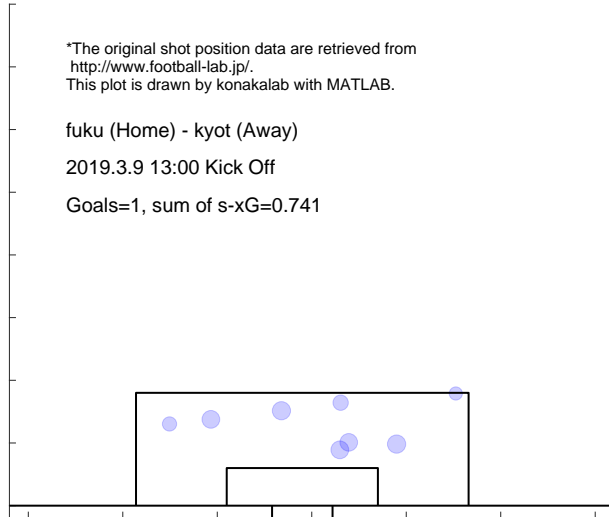 *The original shot position data are retrieved from
http://www.football-lab.jp/.
This plot is drawn by konakalab with MATLAB.
fuku (Home) - kyot (Away)
2019.3.9 13:00 Kick Off
Goals=1, sum of s-xG=0.741